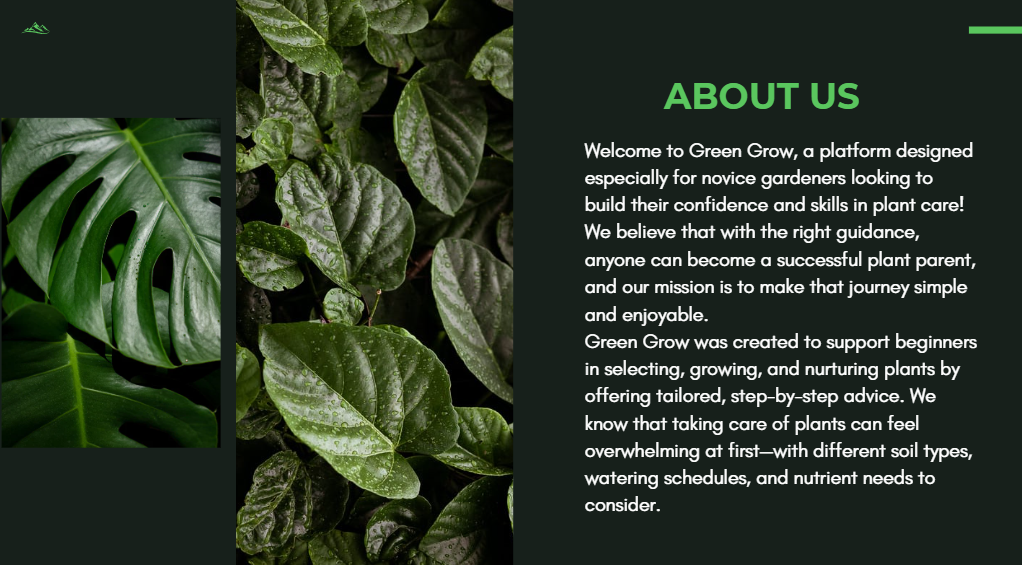 ABOUT US
Welcome to Green Grow, a platform designed
especially for novice gardeners looking to
build their confidence and skills in plant care!
We believe that with the right guidance,
anyone can become a successful plant parent,
and our mission is to make that journey simple
and enjoyable.
Green Grow was created to support beginners
in selecting, growing, and nurturing plants by
offering tailored, step-by-step advice. We
know that taking care of plants can feel
overwhelming at first—with different soil types,
watering schedules, and nutrient needs to
consider.